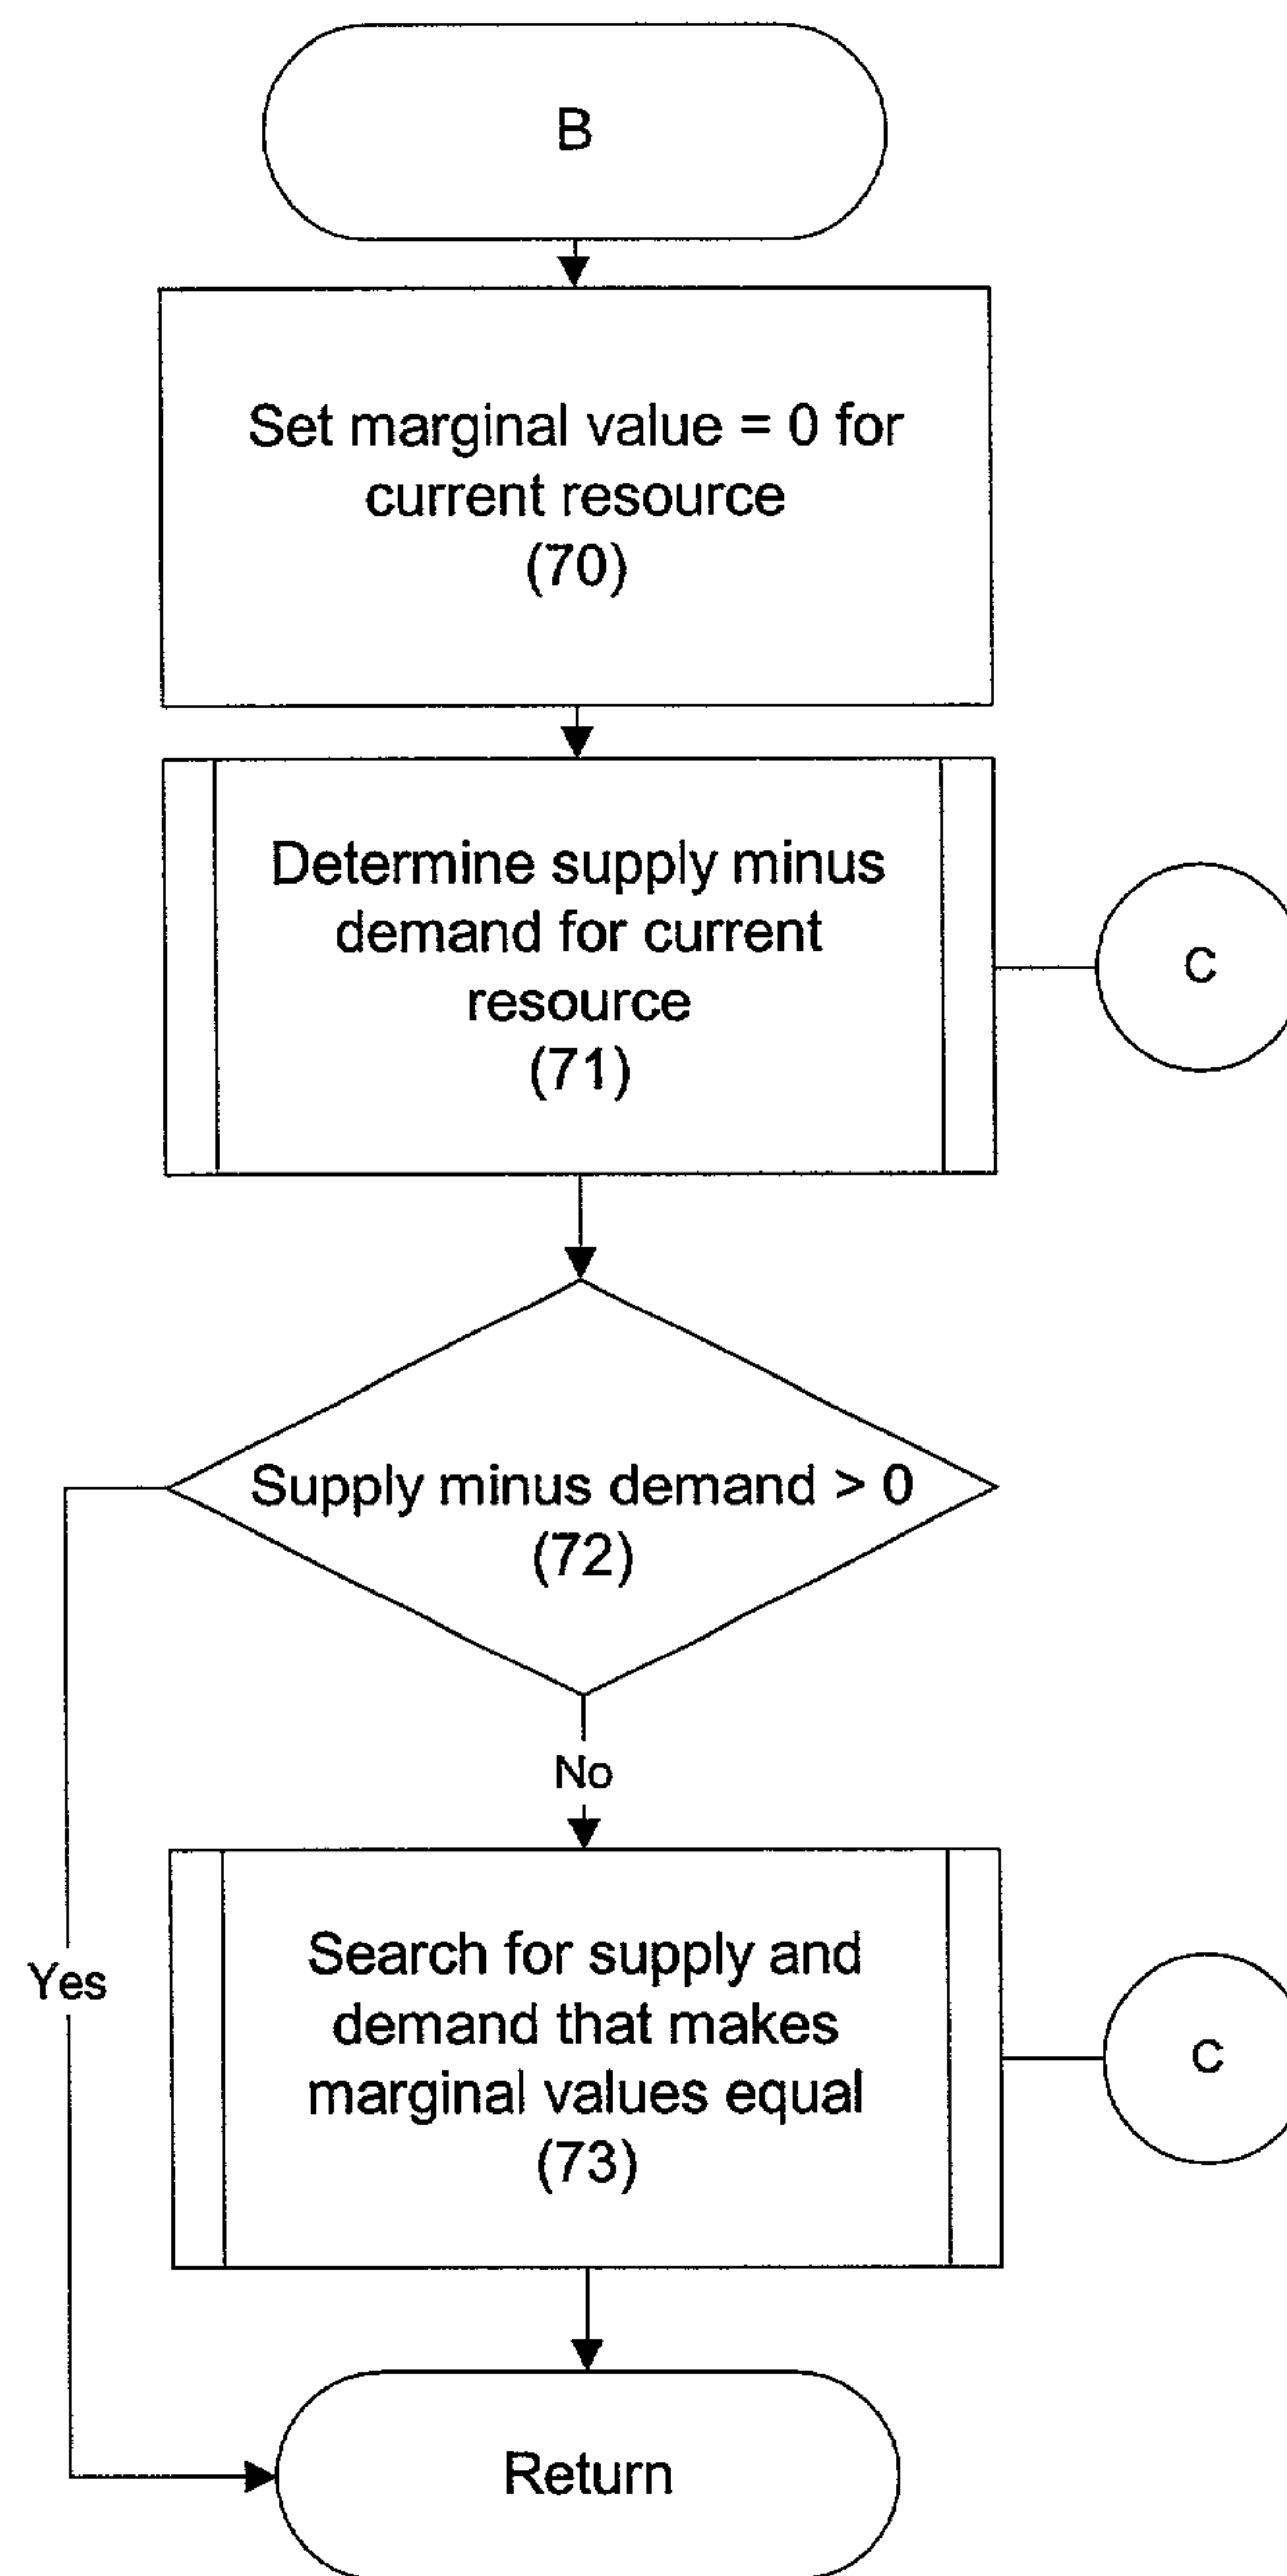 B
Set marginal value = 0 for
current resource
(70)
Determine supply minus
demand for current
resource
(71)
C
Supply minus demand > 0
(72)
No
Yes
Search for supply and
demand that makes
marginal values equal
(73)
C
Return